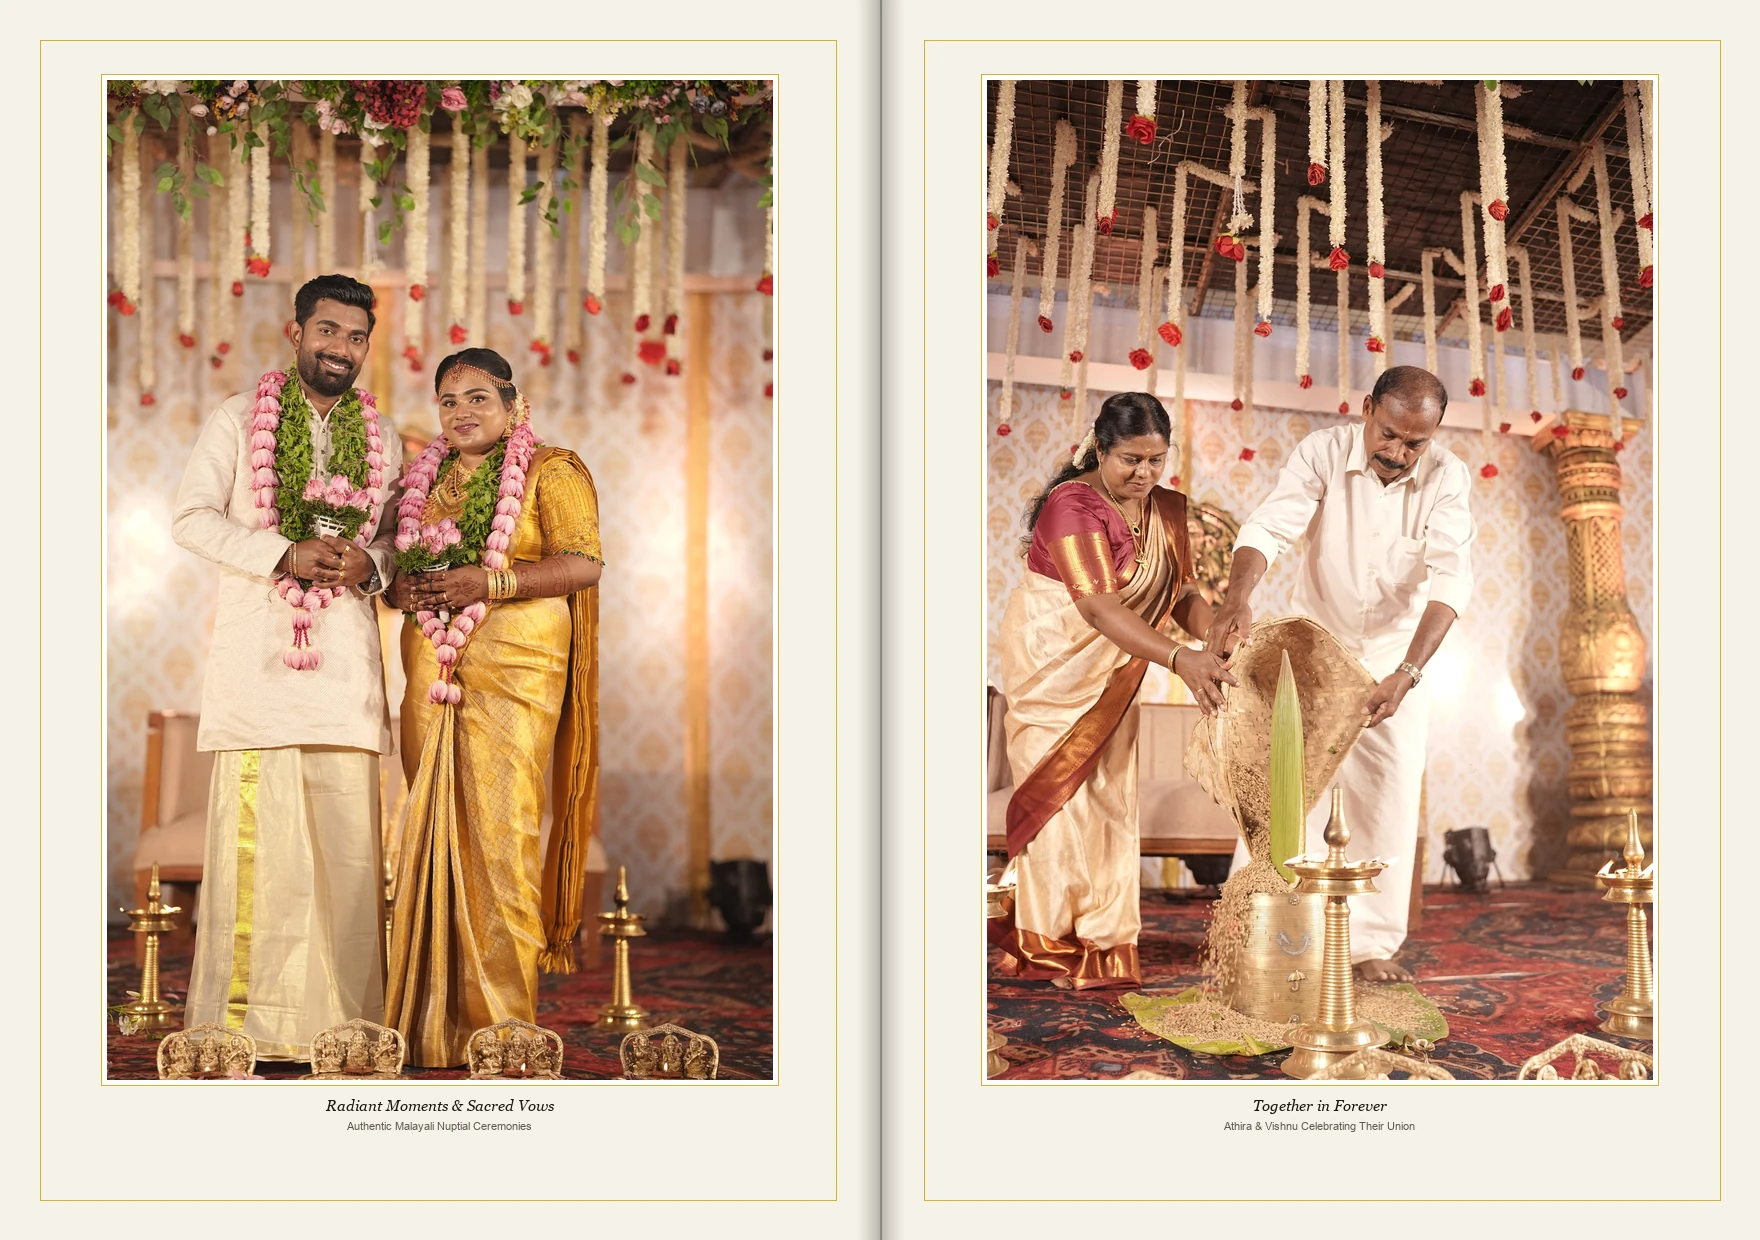 Radiant Moments & Sacred Vows
Authentic Malayali Nuptial Ceremonies
Together in Forever
Athira & Vishnu Celebrating Their Union